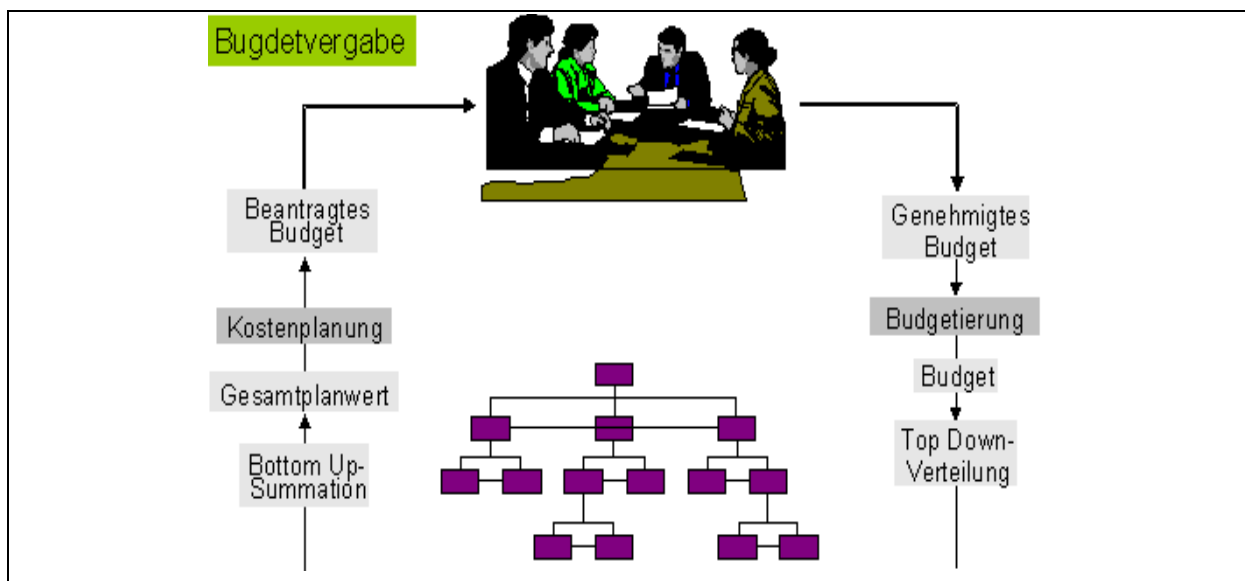 Bugdetvergabe
Beantragtes
Budget
Kostenplanung
Gesamtplanwert
Bottom Up-
Summation
Genehmigtes
Budget
Budgetierung
Budget
Top Down-
Verteilung